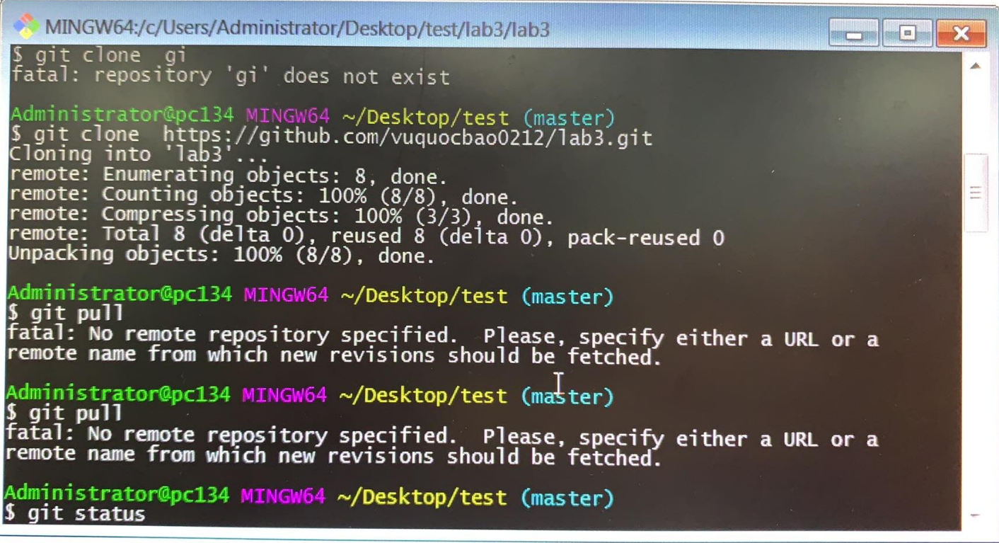 MINGW64:/c/Users/Administrator/Desktop/test/lab3/lab3
$ git clone  gi
fatal: repository 'gi' does not exist
Administrator@pc134 MINGW64 ~/Desktop/test (master)
$ git clone  https://github.com/vuquocbao0212/lab3.git
Cloning into 'lab3'...
remote: Enumerating objects: 8, done.
remote: Counting objects: 100% (8/8), done.
remote: Compressing objects: 100% (3/3), done.
remote: Total 8 (delta 0), reused 8 (delta 0), pack-reused 0
Unpacking objects: 100% (8/8), done.
Administrator@pc134 MINGW64 ~/Desktop/test (master)
$ git pull
fatal: No remote repository specified.  Please, specify either a URL or a
remote name from which new revisions should be fetched.
Administrator@pc134 MINGW64 ~/Desktop/test (master)
$ git pull
fatal: No remote repository specified.  Please, specify either a URL or a
remote name from which new revisions should be fetched.
Administrator@pc134 MINGW64 ~/Desktop/test (master)
$ git status